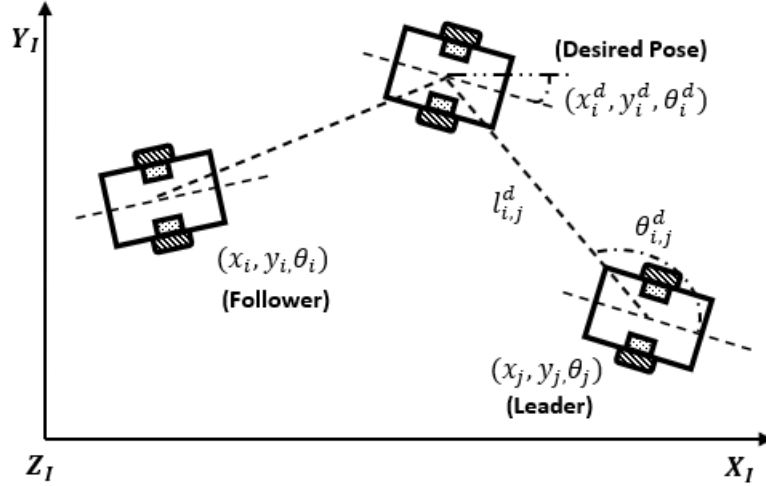 Y_I
(Desired Pose)
(x_i^d, y_i^d, θ_i^d)
l_{i,j}^d
θ_{i,j}^d
(x_i, y_i,θ_i)
(Follower)
(x_j, y_j,θ_j)
(Leader)
Z_I
X_I